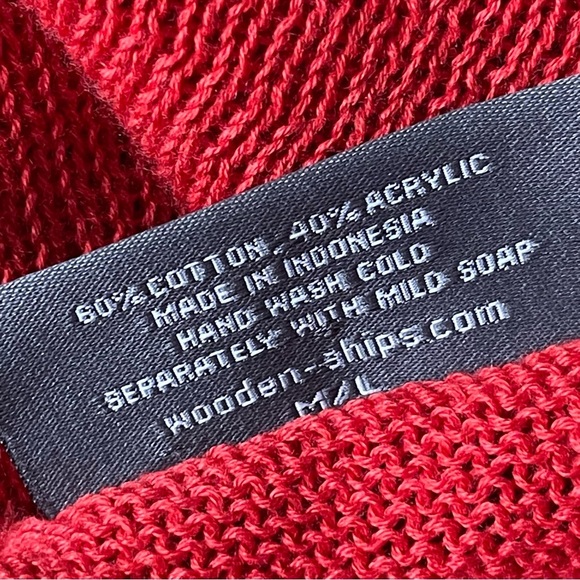 60% COTTON, 40% ACRYLIC
MADE IN INDONESIA
HAND WASH COLD
SEPARATELY WITH MILD SOAP
wooden-ships.com
M/L